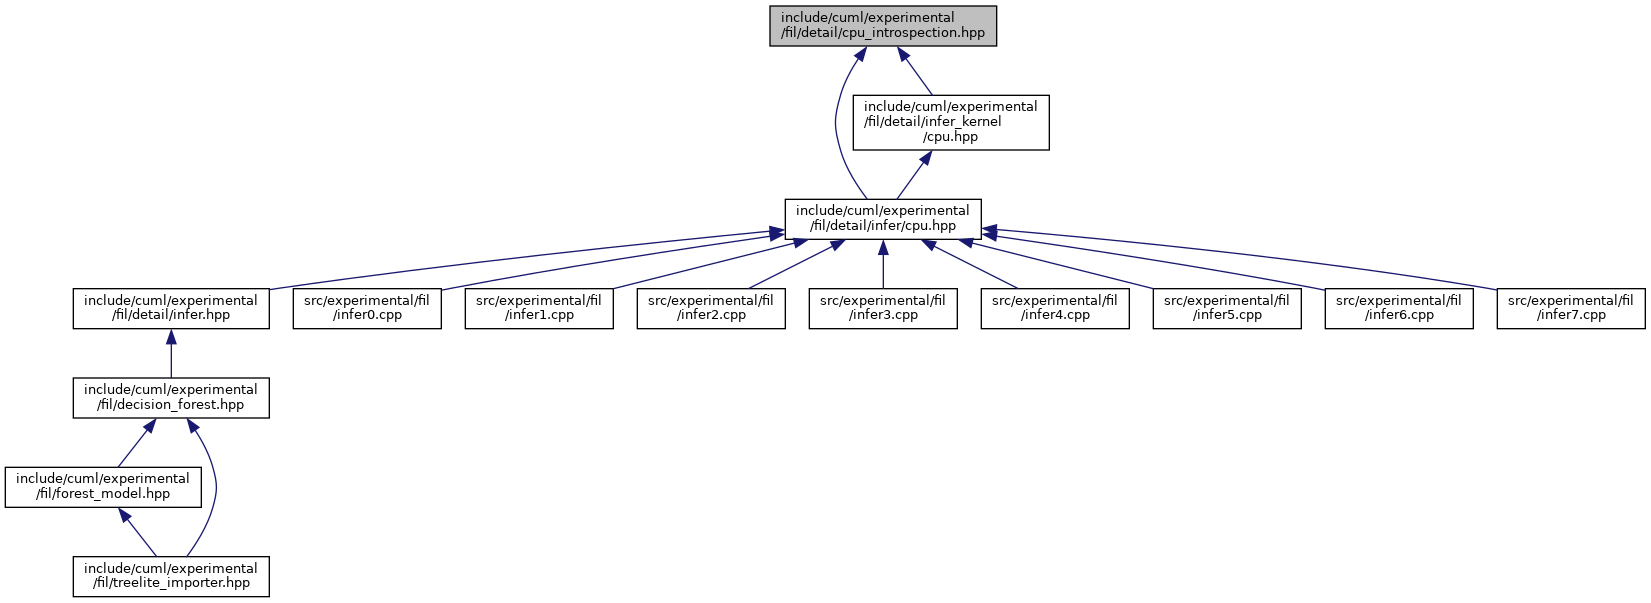 include/cuml/experimental
/fil/detail/cpu_introspection.hpp
include/cuml/experimental
/fil/detail/infer_kernel
/cpu.hpp
include/cuml/experimental
/fil/detail/infer/cpu.hpp
include/cuml/experimental
/fil/detail/infer.hpp
src/experimental/fil
/infer0.cpp
src/experimental/fil
/infer1.cpp
src/experimental/fil
/infer2.cpp
src/experimental/fil
/infer3.cpp
src/experimental/fil
/infer4.cpp
src/experimental/fil
/infer5.cpp
src/experimental/fil
/infer6.cpp
src/experimental/fil
/infer7.cpp
include/cuml/experimental
/fil/decision_forest.hpp
include/cuml/experimental
/fil/forest_model.hpp
include/cuml/experimental
/fil/treelite_importer.hpp